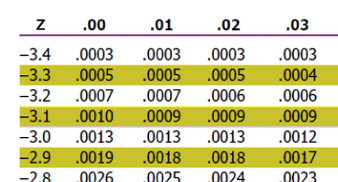 Z .00 .01 .02 .03
−3.4 .0003 .0003 .0003 .0003
−3.3 .0005 .0005 .0005 .0004
−3.2 .0007 .0007 .0006 .0006
−3.1 .0010 .0009 .0009 .0009
−3.0 .0013 .0013 .0013 .0012
−2.9 .0019 .0018 .0018 .0017
−2.8 .0026 .0025 .0024 .0023